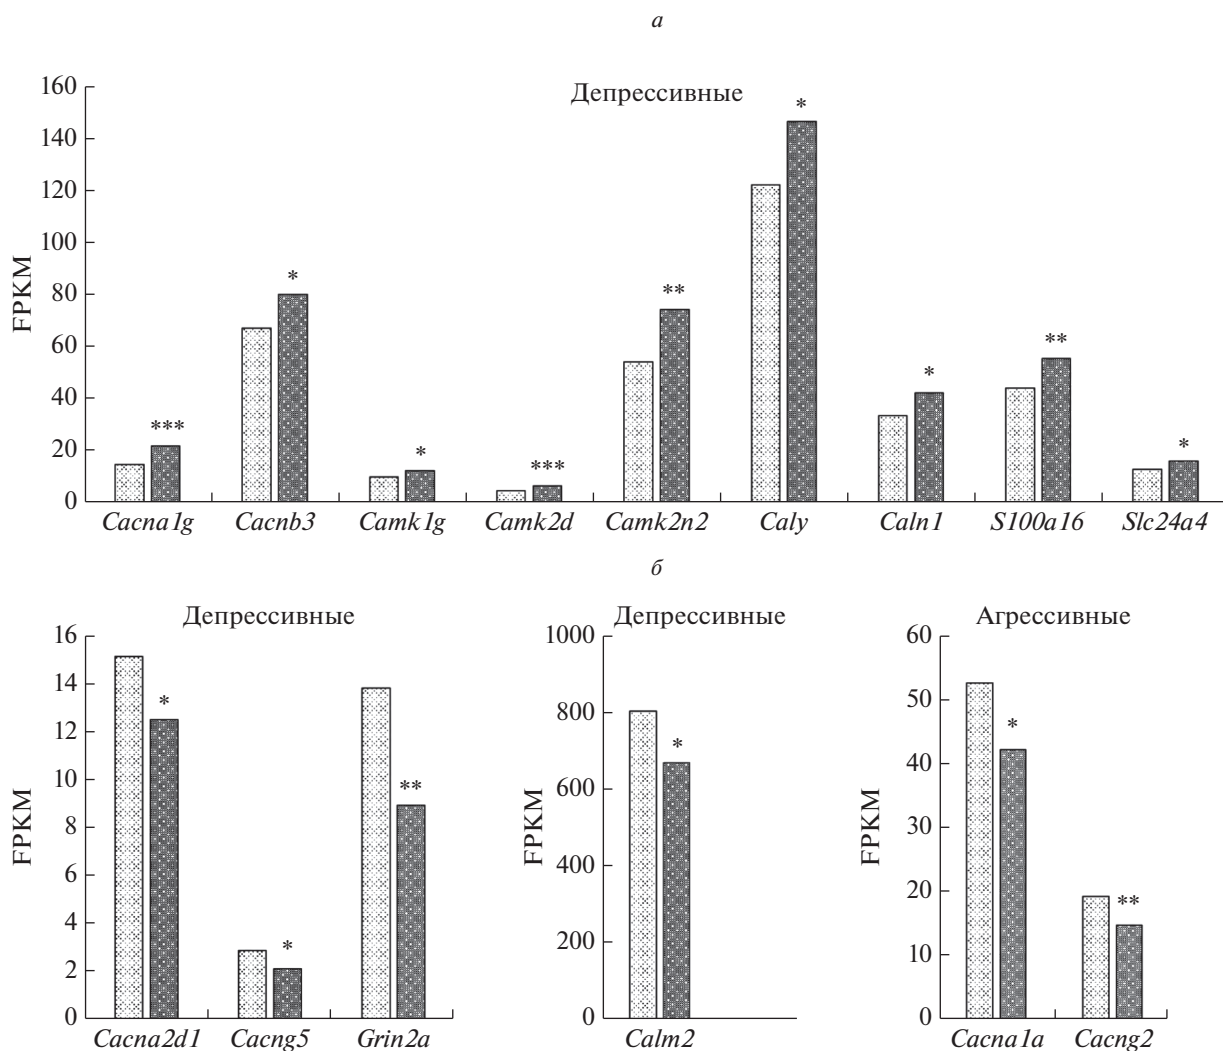 а
Депрессивные
FPKM
160
140
120
100
80
60
40
20
0
* ** *** * *** * * ** *
Cacna1g Cacnb3 Camk1g Camk2d Camk2n2 Caly Caln1 S100a16 Slc24a4
б
Депрессивные
FPKM
16
14
12
10
8
6
4
2
0
* * **
Cacna2d1 Cacng5 Grin2a
Депрессивные
FPKM
1000
800
600
400
200
0
*
Calm2
Агрессивные
FPKM
60
50
40
30
20
10
0
* **
Cacna1a Cacng2